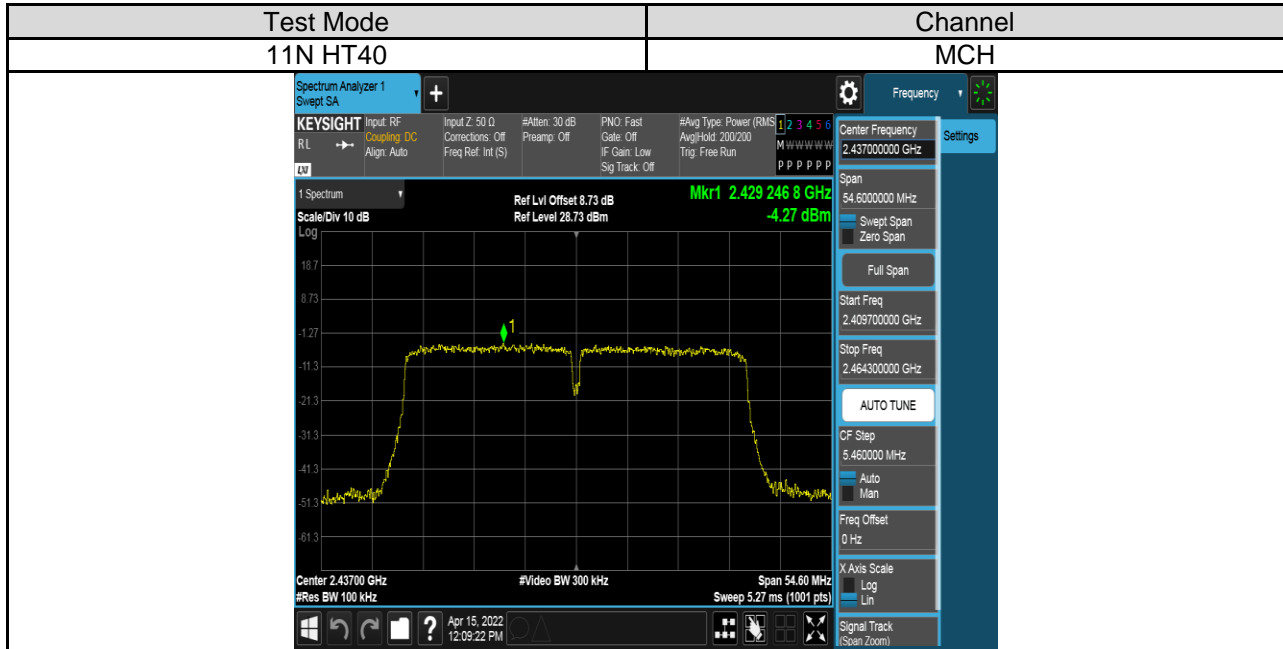 Test Mode Channel
11N HT40 MCH
Spectrum Analyzer 1
Swept SA
Frequency
KEYSIGHT
RL
LXI
Input: RF
Coupling: DC
Align: Auto
Input Z: 50 Ω
Corrections: Off
Freq Ref: Int (S)
#Atten: 30 dB
Preamp: Off
PNO: Fast
Gate: Off
IF Gain: Low
Sig Track: Off
#Avg Type: Power (RMS
Avg|Hold: 200/200
Trig: Free Run
1 2 3 4 5 6
M W W W W W
P P P P P P
Center Frequency
2.437000000 GHz
Settings
Span
54.6000000 MHz
Swept Span
Zero Span
Full Span
Start Freq
2.409700000 GHz
Stop Freq
2.464300000 GHz
AUTO TUNE
CF Step
5.460000 MHz
Auto
Man
Freq Offset
0 Hz
X Axis Scale
Log
Lin
Signal Track
(Span Zoom)
1 Spectrum
Scale/Div 10 dB
Log
Ref Lvl Offset 8.73 dB
Ref Level 28.73 dBm
Mkr1 2.429 246 8 GHz
-4.27 dBm
18.7
8.73
-1.27
1
-11.3
-21.3
-31.3
-41.3
-51.3
-61.3
Center 2.43700 GHz #Video BW 300 kHz Span 54.60 MHz
#Res BW 100 kHz Sweep 5.27 ms (1001 pts)
?
Apr 15, 2022
12:09:22 PM